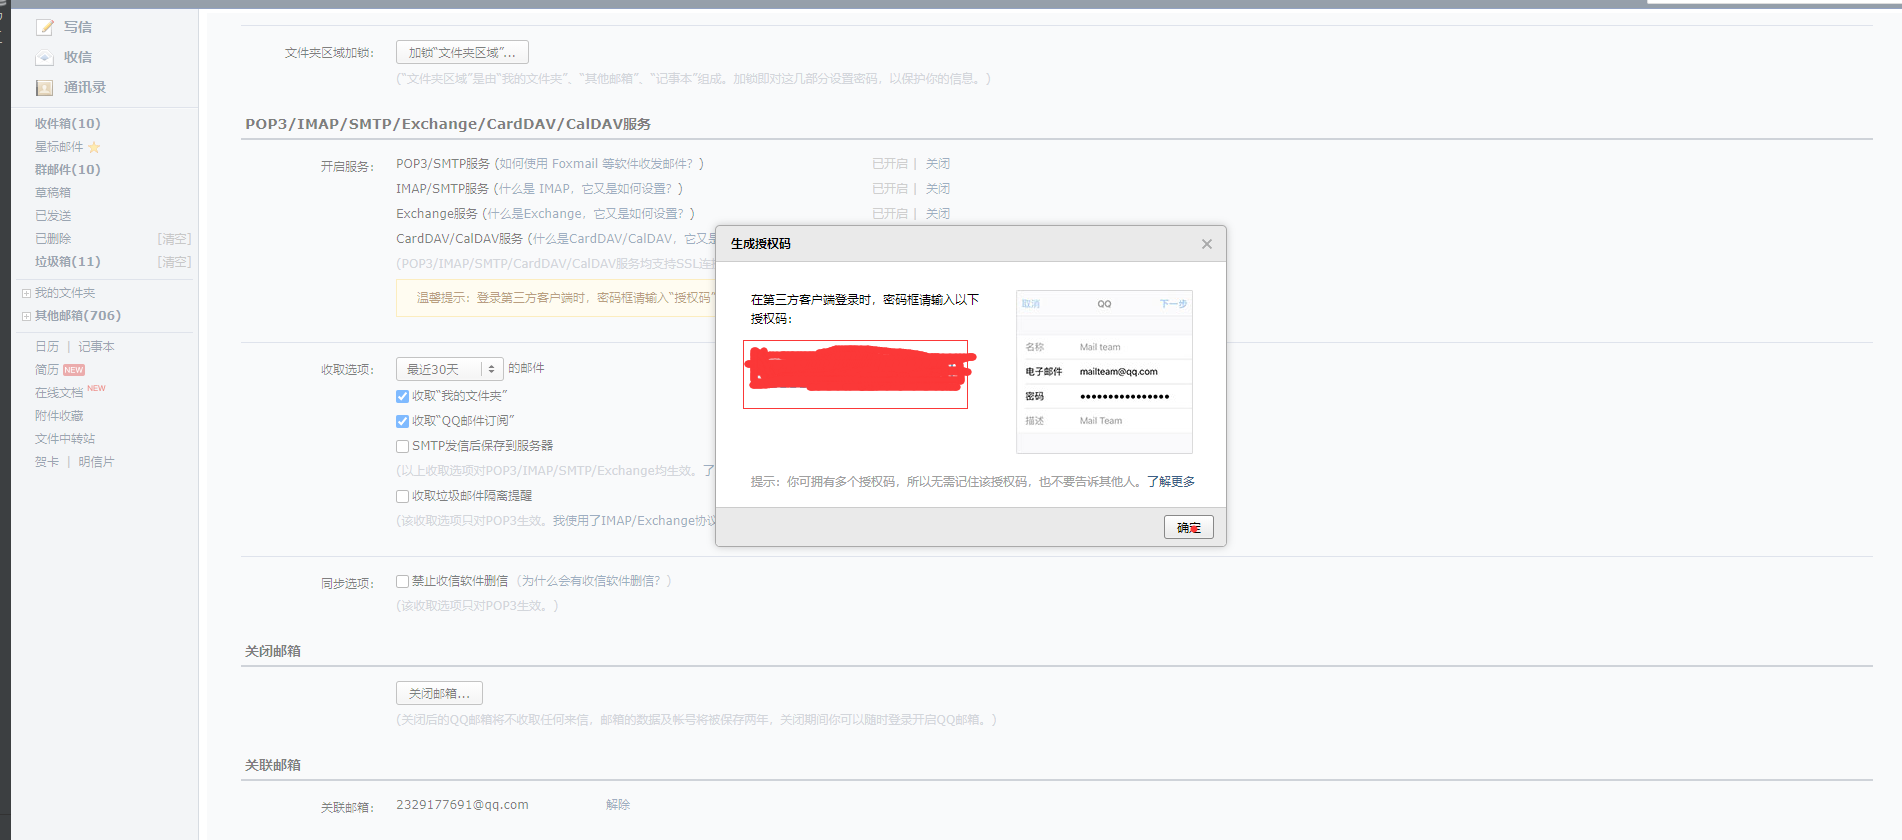 写信
收信
通讯录
收件箱(10)
星标邮件
群邮件(10)
草稿箱
已发送
已删除 [清空]
垃圾箱(11) [清空]
我的文件夹
其他邮箱(706)
日历 | 记事本
简历 NEW
在线文档 NEW
附件收藏
文件中转站
贺卡 | 明信片
文件夹区域加锁： 加锁“文件夹区域”...
(“文件夹区域”是由“我的文件夹”、“其他邮箱”、“记事本”组成。加锁即对这几部分设置密码，以保护你的信息。)
POP3/IMAP/SMTP/Exchange/CardDAV/CalDAV服务
开启服务： POP3/SMTP服务 (如何使用 Foxmail 等软件收发邮件？) 已开启 | 关闭
IMAP/SMTP服务 (什么是 IMAP，它又是如何设置？) 已开启 | 关闭
Exchange服务 (什么是Exchange，它又是如何设置？) 已开启 | 关闭
CardDAV/CalDAV服务 (什么是CardDAV/CalDAV，它又是
(POP3/IMAP/SMTP/CardDAV/CalDAV服务均支持SSL连接
温馨提示：登录第三方客户端时，密码框请输入“授权码”
收取选项： 最近30天 的邮件
收取“我的文件夹”
收取“QQ邮件订阅”
SMTP发信后保存到服务器
(以上收取选项对POP3/IMAP/SMTP/Exchange均生效。了
收取垃圾邮件隔离提醒
(该收取选项只对POP3生效。我使用了IMAP/Exchange协议
同步选项： 禁止收信软件删信 (为什么会有收信软件删信？)
(该收取选项只对POP3生效。)
关闭邮箱
关闭邮箱...
(关闭后的QQ邮箱将不收取任何来信，邮箱的数据及帐号将被保存两年，关闭期间你可以随时登录开启QQ邮箱。)
关联邮箱
关联邮箱： 2329177691@qq.com 解除
生成授权码
在第三方客户端登录时，密码框请输入以下
授权码：
取消 QQ 下一步
名称 Mail team
电子邮件 mailteam@qq.com
密码 ●●●●●●●●●●●●●●●●
描述 Mail Team
提示：你可拥有多个授权码，所以无需记住该授权码，也不要告诉其他人。了解更多
确定